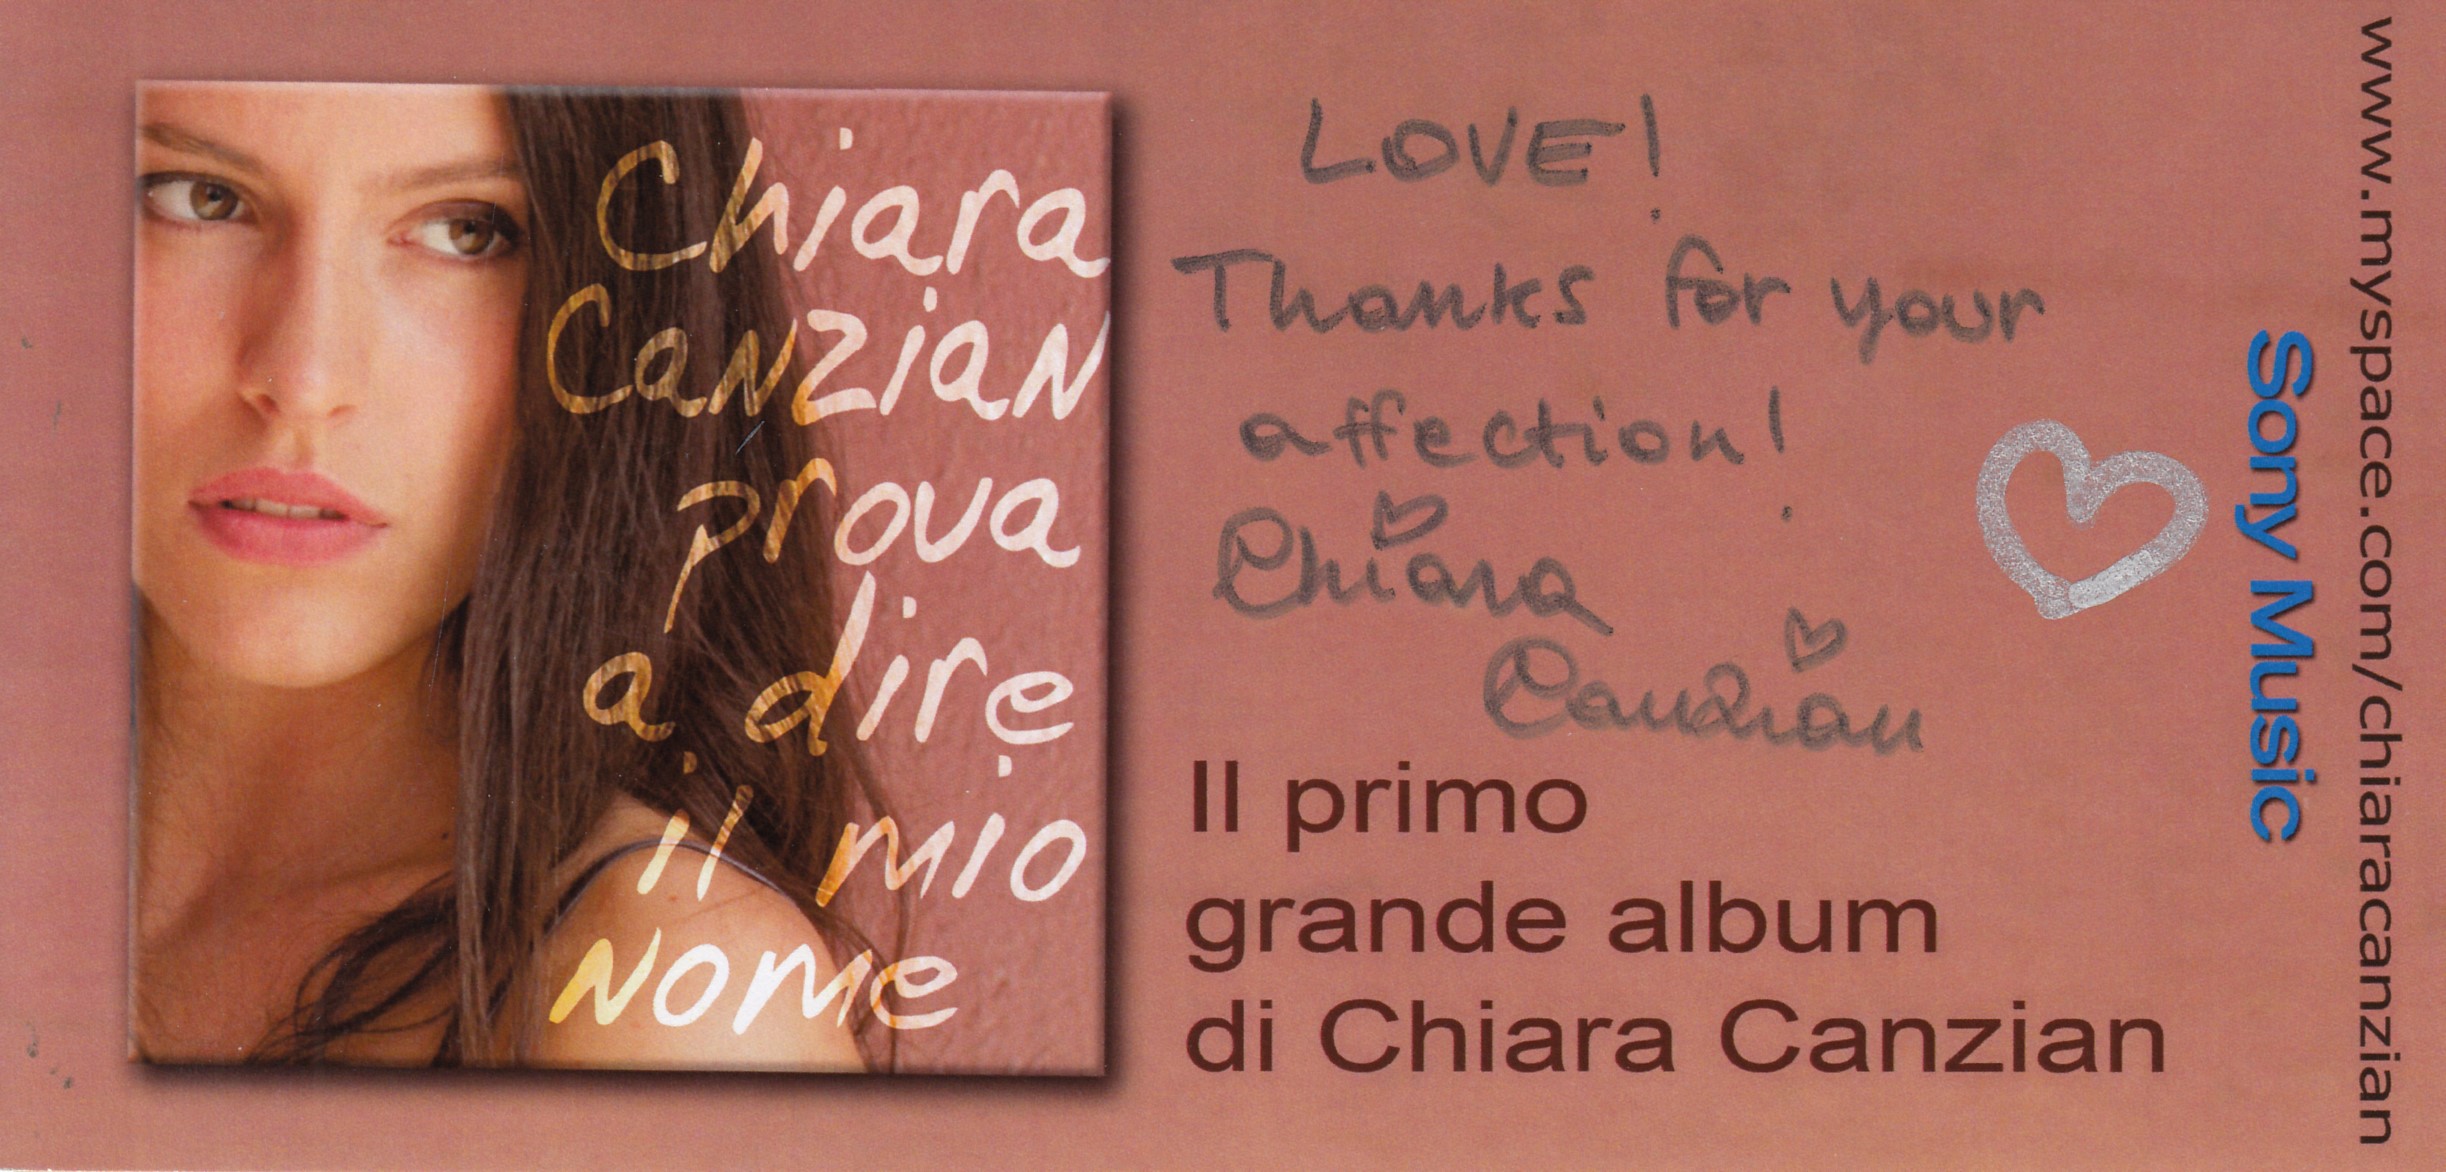 Chiara
Canzian
prova
a dire
il mio
nome
LOVE!
Thanks for your
affection!
Chiara
Canzian
Il primo
grande album
di Chiara Canzian
Sony Music
www.myspace.com/chiaracanzian